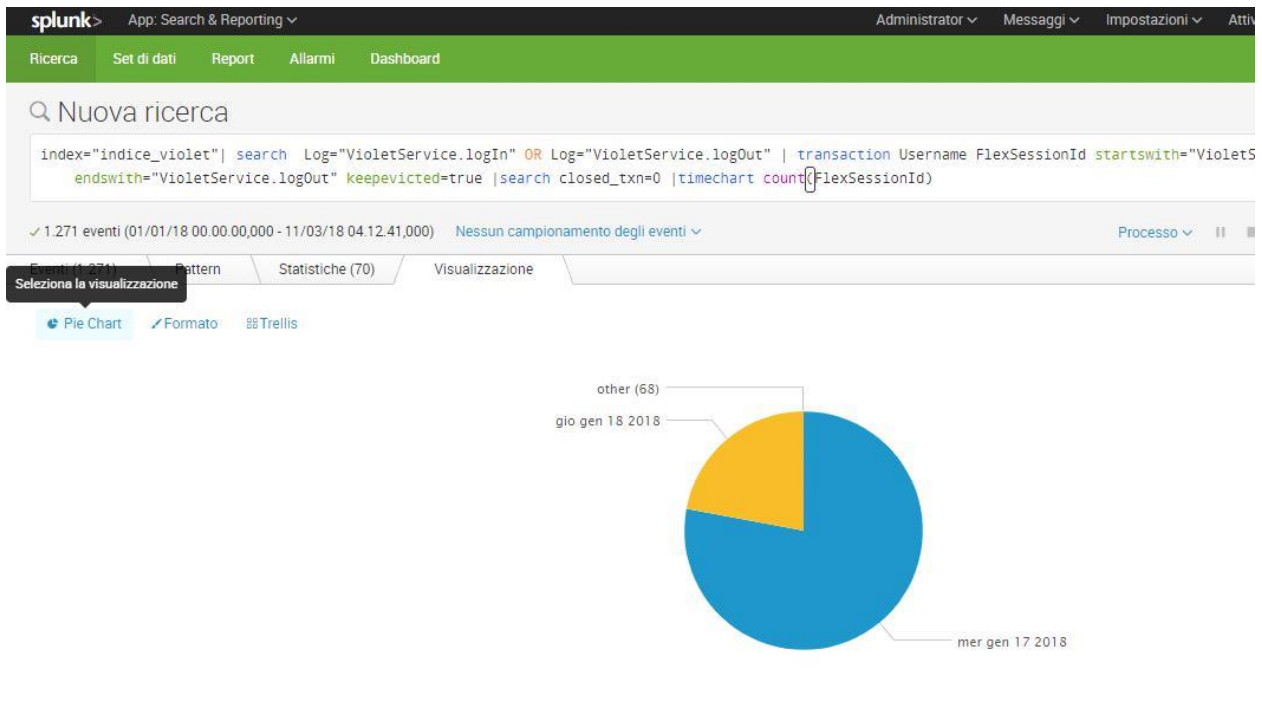 splunk> App: Search & Reporting Administrator Messaggi Impostazioni
Ricerca Set di dati Report Allarmi Dashboard
Nuova ricerca
index="indice_violet"| search Log="VioletService.logIn" OR Log="VioletService.logOut" | transaction Username FlexSessionId startswith="VioletS
endswith="VioletService.logOut" keepevicted=true |search closed_txn=0 |timechart count(FlexSessionId)
1.271 eventi (01/01/18 00.00.00,000 - 11/03/18 04.12.41,000) Nessun campionamento degli eventi Processo
Eventi (1.271) Pattern Statistiche (70) Visualizzazione
Seleziona la visualizzazione
Pie Chart Formato Trellis
other (68)
gio gen 18 2018
mer gen 17 2018